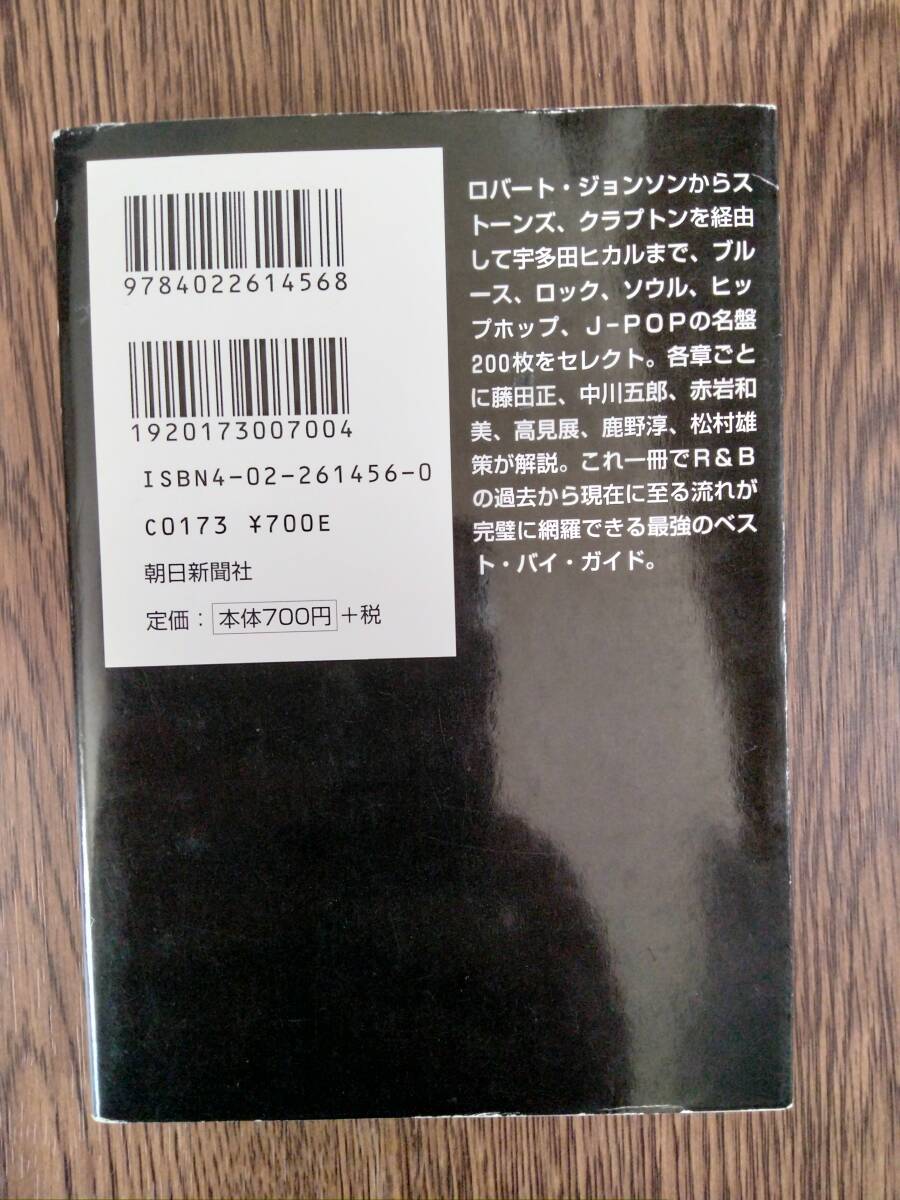 9784022614568
1920173007004
ISBN4-02-261456-0
C0173 ¥700E
朝日新聞社
定価：本体700円＋税
ロバート・ジョンソンからス
トーンズ、クラプトンを経由
して宇多田ヒカルまで、ブル
ース、ロック、ソウル、ヒッ
プホップ、J-POPの名盤
200枚をセレクト。各章ごと
に藤田正、中川五郎、赤岩和
美、高見展、鹿野淳、松村雄
策が解説。これ一冊でR&B
の過去から現在に至る流れが
完璧に網羅できる最強のベス
ト・バイ・ガイド。